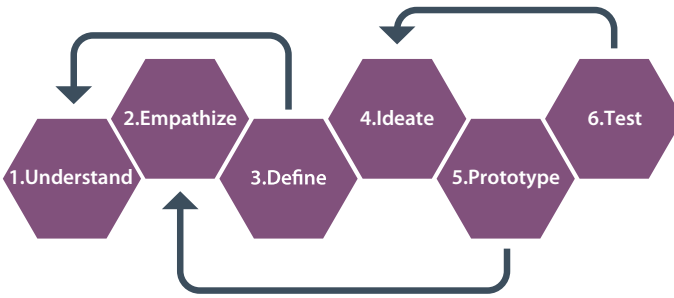 1.Understand
2.Empathize
3.Define
4.Ideate
5.Prototype
6.Test